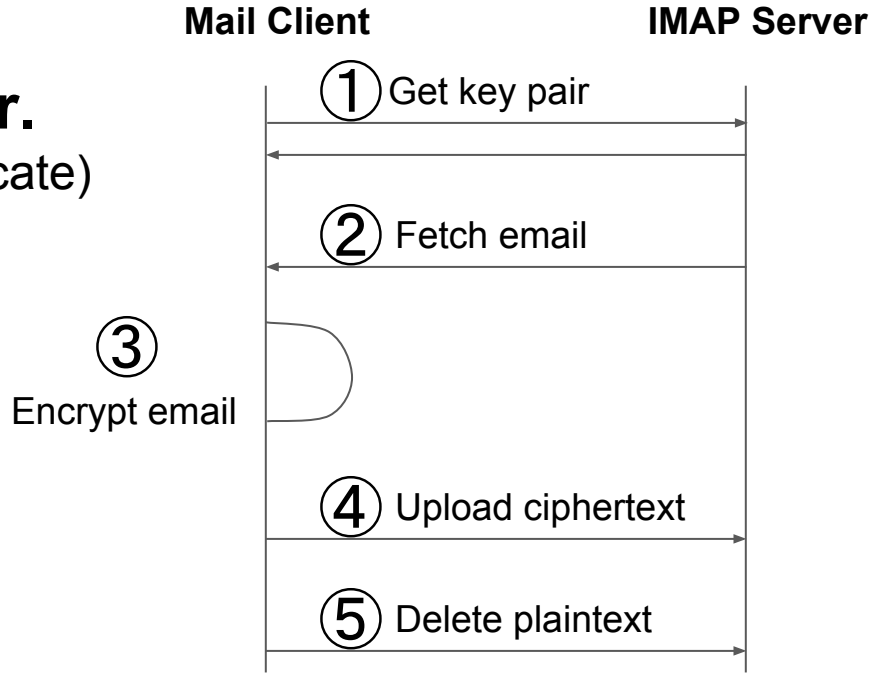 Mail Client IMAP Server
① Get key pair
r.
cate)
② Fetch email
③
Encrypt email
④ Upload ciphertext
⑤ Delete plaintext